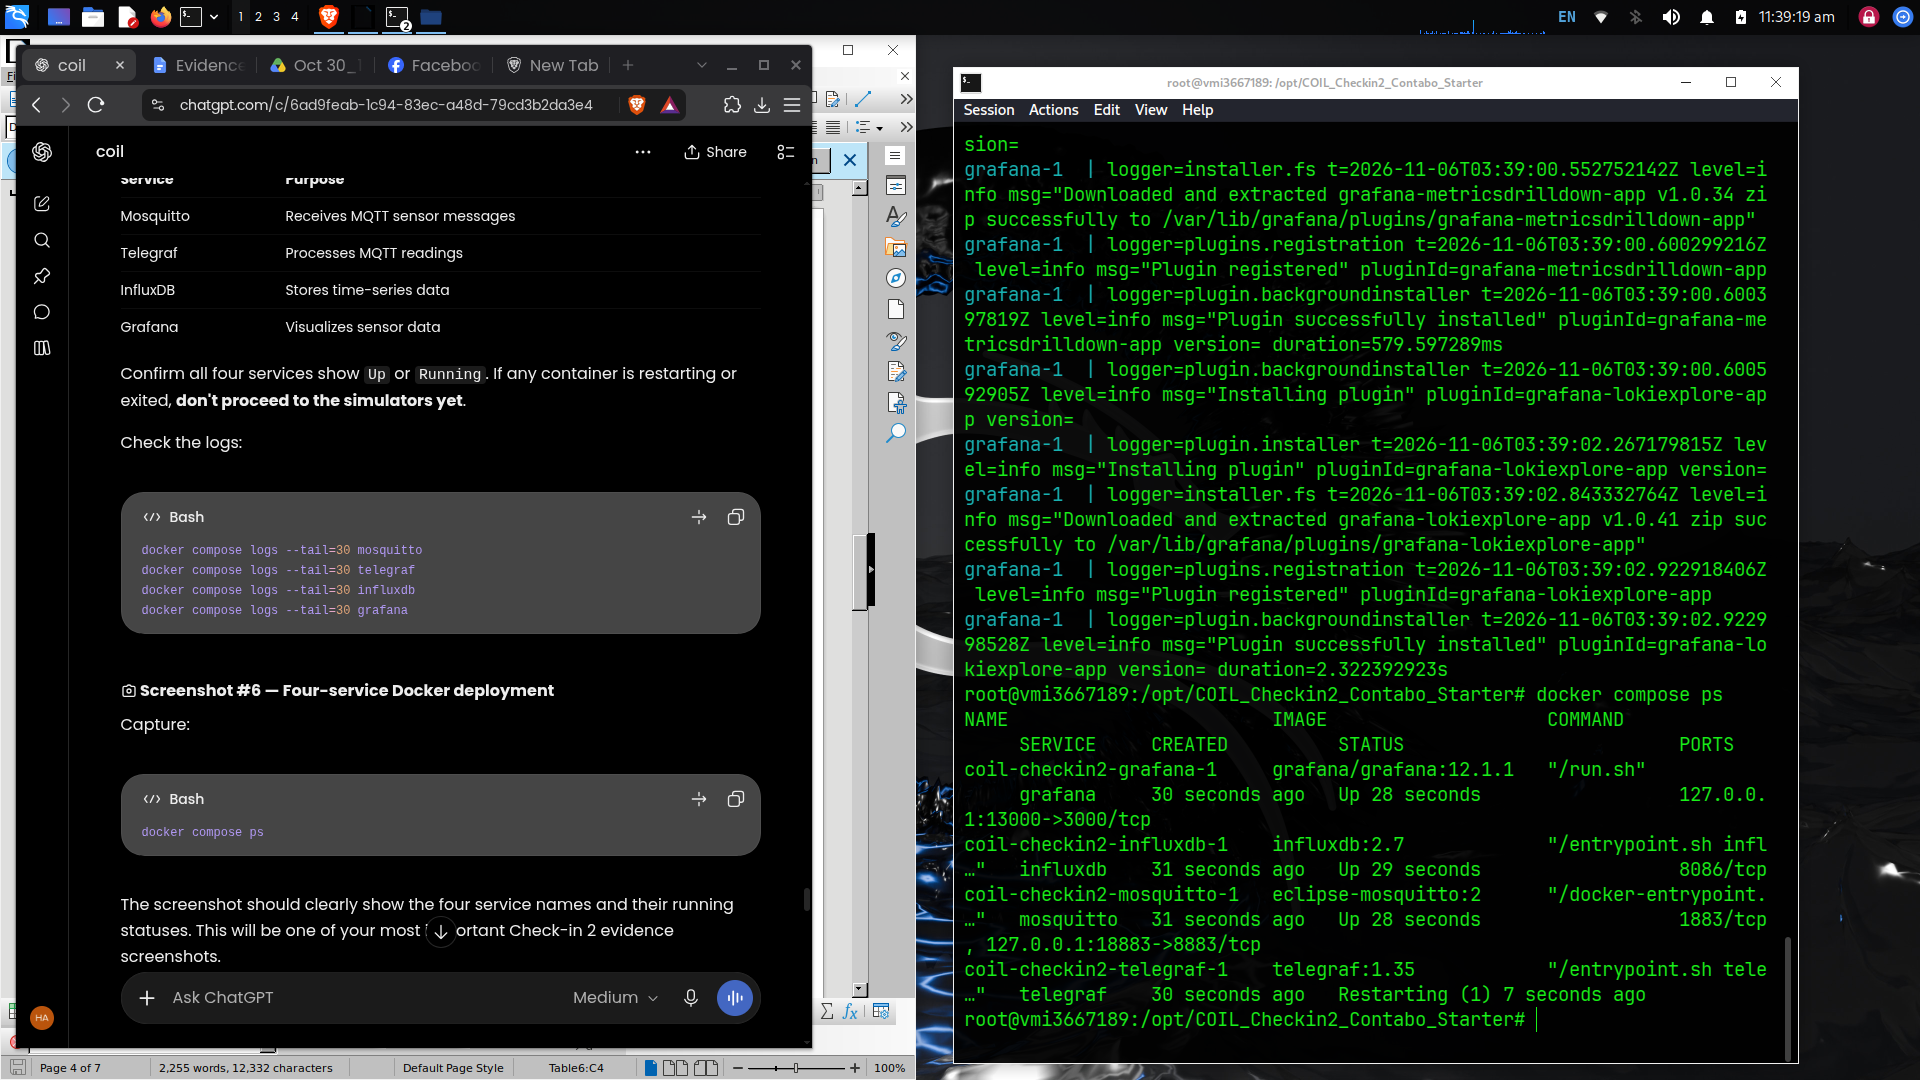 1 2 3 4
2
EN
11:39:19 am
coil
Evidence
Oct 30_
Faceboo
New Tab
chatgpt.com/c/6ad9feab-1c94-83ec-a48d-79cd3b2da3e4
coil
Share
Service Purpose
Mosquitto Receives MQTT sensor messages
Telegraf Processes MQTT readings
InfluxDB Stores time-series data
Grafana Visualizes sensor data
Confirm all four services show Up or Running. If any container is restarting or
exited, don't proceed to the simulators yet.
Check the logs:
Bash
docker compose logs --tail=30 mosquitto
docker compose logs --tail=30 telegraf
docker compose logs --tail=30 influxdb
docker compose logs --tail=30 grafana
Screenshot #6 — Four-service Docker deployment
Capture:
Bash
docker compose ps
The screenshot should clearly show the four service names and their running
statuses. This will be one of your most ortant Check-in 2 evidence
screenshots.
Ask ChatGPT
Medium
HA
Page 4 of 7
2,255 words, 12,332 characters
Default Page Style
Table6:C4
100%
root@vmi3667189: /opt/COIL_Checkin2_Contabo_Starter
Session Actions Edit View Help
sion=
grafana-1 | logger=installer.fs t=2026-11-06T03:39:00.552752142Z level=i
nfo msg="Downloaded and extracted grafana-metricsdrilldown-app v1.0.34 zi
p successfully to /var/lib/grafana/plugins/grafana-metricsdrilldown-app"
grafana-1 | logger=plugins.registration t=2026-11-06T03:39:00.600299216Z
level=info msg="Plugin registered" pluginId=grafana-metricsdrilldown-app
grafana-1 | logger=plugin.backgroundinstaller t=2026-11-06T03:39:00.6003
97819Z level=info msg="Plugin successfully installed" pluginId=grafana-me
tricsdrilldown-app version= duration=579.597289ms
grafana-1 | logger=plugin.backgroundinstaller t=2026-11-06T03:39:00.6005
92905Z level=info msg="Installing plugin" pluginId=grafana-lokiexplore-ap
p version=
grafana-1 | logger=plugin.installer t=2026-11-06T03:39:02.267179815Z lev
el=info msg="Installing plugin" pluginId=grafana-lokiexplore-app version=
grafana-1 | logger=installer.fs t=2026-11-06T03:39:02.843332764Z level=i
nfo msg="Downloaded and extracted grafana-lokiexplore-app v1.0.41 zip suc
cessfully to /var/lib/grafana/plugins/grafana-lokiexplore-app"
grafana-1 | logger=plugins.registration t=2026-11-06T03:39:02.922918406Z
level=info msg="Plugin registered" pluginId=grafana-lokiexplore-app
grafana-1 | logger=plugin.backgroundinstaller t=2026-11-06T03:39:02.9229
98528Z level=info msg="Plugin successfully installed" pluginId=grafana-lo
kiexplore-app version= duration=2.322392923s
root@vmi3667189:/opt/COIL_Checkin2_Contabo_Starter# docker compose ps
NAME IMAGE COMMAND
SERVICE CREATED STATUS PORTS
coil-checkin2-grafana-1 grafana/grafana:12.1.1 "/run.sh"
grafana 30 seconds ago Up 28 seconds 127.0.0.
1:13000->3000/tcp
coil-checkin2-influxdb-1 influxdb:2.7 "/entrypoint.sh infl
…" influxdb 31 seconds ago Up 29 seconds 8086/tcp
coil-checkin2-mosquitto-1 eclipse-mosquitto:2 "/docker-entrypoint.
…" mosquitto 31 seconds ago Up 28 seconds 1883/tcp
, 127.0.0.1:18883->8883/tcp
coil-checkin2-telegraf-1 telegraf:1.35 "/entrypoint.sh tele
…" telegraf 30 seconds ago Restarting (1) 7 seconds ago
root@vmi3667189:/opt/COIL_Checkin2_Contabo_Starter#